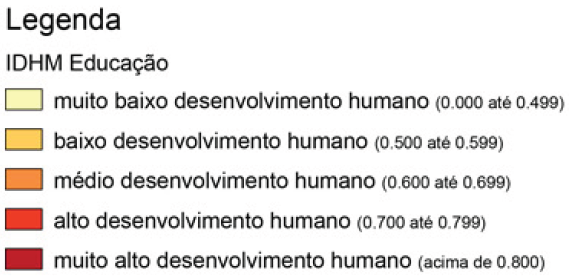 Legenda
IDHM Educação
muito baixo desenvolvimento humano (0.000 até 0.499)
baixo desenvolvimento humano (0.500 até 0.599)
médio desenvolvimento humano (0.600 até 0.699)
alto desenvolvimento humano (0.700 até 0.799)
muito alto desenvolvimento humano (acima de 0.800)